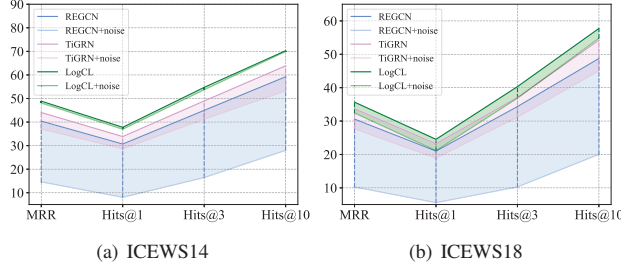 90
80
70
60
50
40
30
20
10
REGCN
REGCN+noise
TiGRN
TiGRN+noise
LogCL
LogCL+noise
MRR Hits@1 Hits@3 Hits@10
(a) ICEWS14
60
50
40
30
20
10
REGCN
REGCN+noise
TiGRN
TiGRN+noise
LogCL
LogCL+noise
MRR Hits@1 Hits@3 Hits@10
(b) ICEWS18